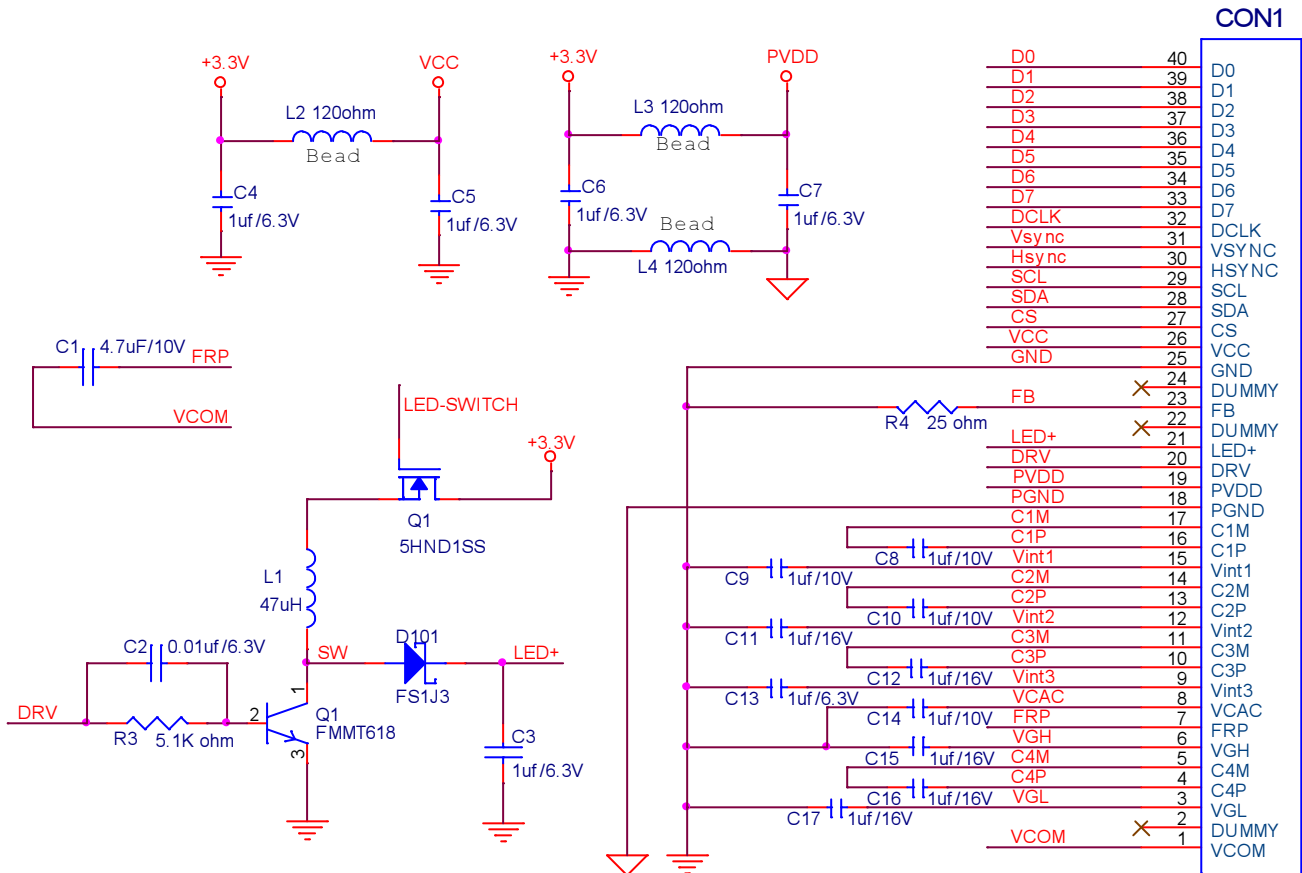 CON1
+3.3V
VCC
L2 120ohm
Bead
C4
1uf/6.3V
C5
1uf/6.3V
+3.3V
PVDD
L3 120ohm
Bead
C6
1uf/6.3V
C7
1uf/6.3V
Bead
L4 120ohm
C1
4.7uF/10V
FRP
VCOM
LED-SWITCH
+3.3V
Q1
5HND1SS
L1
47uH
C2
0.01uf/6.3V
SW
D101
LED+
FS1J3
DRV
R3
5.1K ohm
1
2
3
Q1
FMMT618
C3
1uf/6.3V
D0 40 D0
D1 39 D1
D2 38 D2
D3 37 D3
D4 36 D4
D5 35 D5
D6 34 D6
D7 33 D7
DCLK 32 DCLK
Vsync 31 VSYNC
Hsync 30 HSYNC
SCL 29 SCL
SDA 28 SDA
CS 27 CS
VCC 26 VCC
GND 25 GND
24 DUMMY
FB 23 FB
R4 25 ohm
22 DUMMY
LED+ 21 LED+
DRV 20 DRV
PVDD 19 PVDD
PGND 18 PGND
C1M 17 C1M
C1P 16 C1P
C8 1uf/10V
Vint1 15 Vint1
C9 1uf/10V
C2M 14 C2M
C2P 13 C2P
C10 1uf/10V
Vint2 12 Vint2
C11 1uf/16V
C3M 11 C3M
C3P 10 C3P
C12 1uf/16V
Vint3 9 Vint3
C13 1uf/6.3V
VCAC 8 VCAC
C14 1uf/10V
FRP 7 FRP
VGH 6 VGH
C15 1uf/16V
C4M 5 C4M
C4P 4 C4P
C16 1uf/16V
VGL 3 VGL
C17 1uf/16V
2 DUMMY
VCOM 1 VCOM